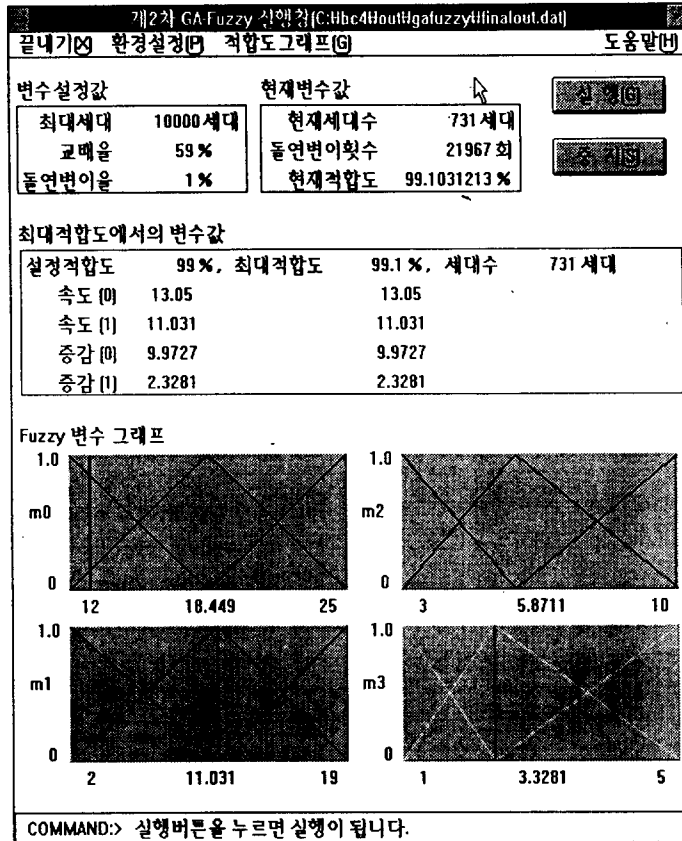 제2차 GA-Fuzzy 실행창(C:\bc4\out\gafuzzy\finalout.dat)
끝내기(X) 환경설정(P) 적합도그래프(G) 도움말(H)
변수설정값 현재변수값
실 행(G)
최대세대 10000세대 현재세대수 731세대
교배율 59% 돌연변이횟수 21967회
중 지(S)
돌연변이율 1% 현재적합도 99.1031213%
최대적합도에서의 변수값
설정적합도 99%, 최대적합도 99.1%, 세대수 731세대
속도(0) 13.05 13.05
속도(1) 11.031 11.031
증감(0) 9.9727 9.9727
증감(1) 2.3281 2.3281
Fuzzy 변수 그래프
1.0 1.0
m0 m2
0 0
12 18.449 25 3 5.8711 10
1.0 1.0
m1 m3
0 0
2 11.031 19 1 3.3281 5
COMMAND:> 실행버튼을 누르면 실행이 됩니다.